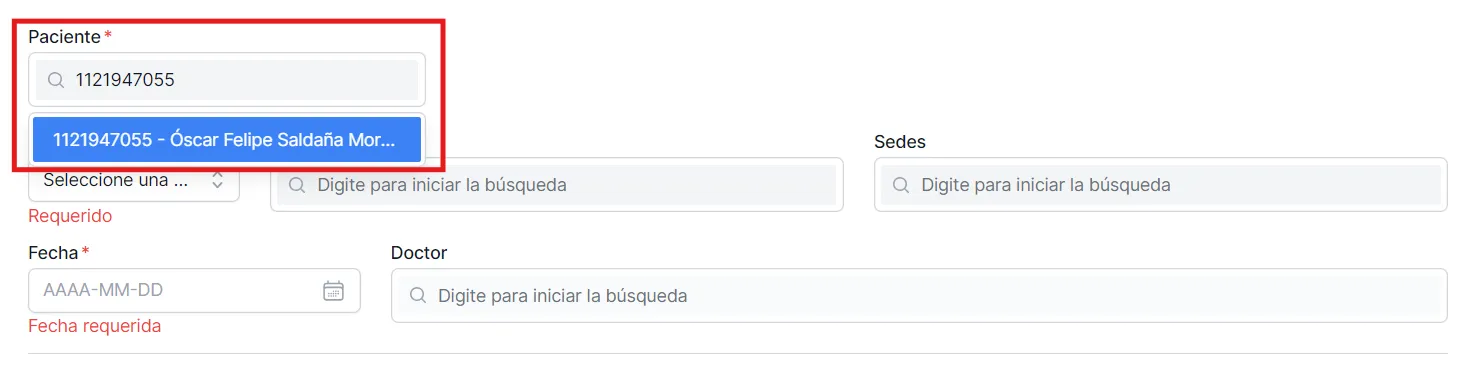 Paciente*
1121947055
1121947055 - Óscar Felipe Saldaña Mor...
Sedes
Seleccione una ...
Digite para iniciar la búsqueda
Digite para iniciar la búsqueda
Requerido
Fecha*
Doctor
AAAA-MM-DD
Digite para iniciar la búsqueda
Fecha requerida